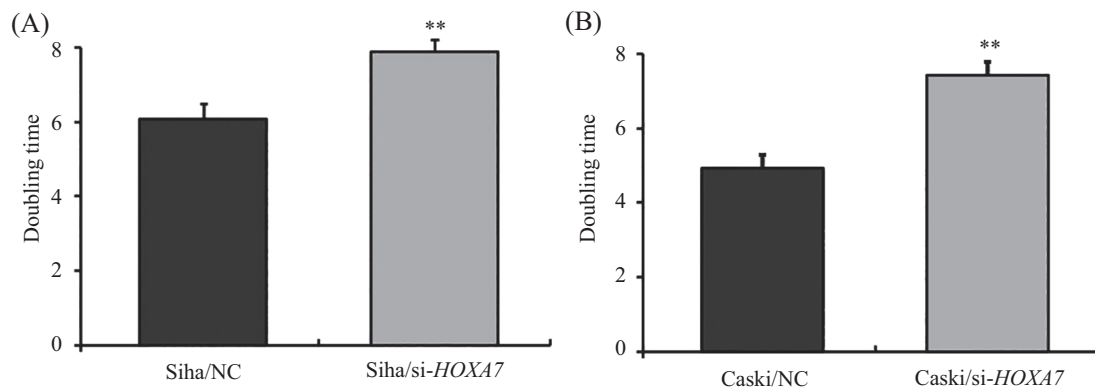 (A)
**
8
6
4
2
0
Doubling time
Siha/NC
Siha/si-HOXA7
(B)
**
8
6
4
2
0
Doubling time
Caski/NC
Caski/si-HOXA7